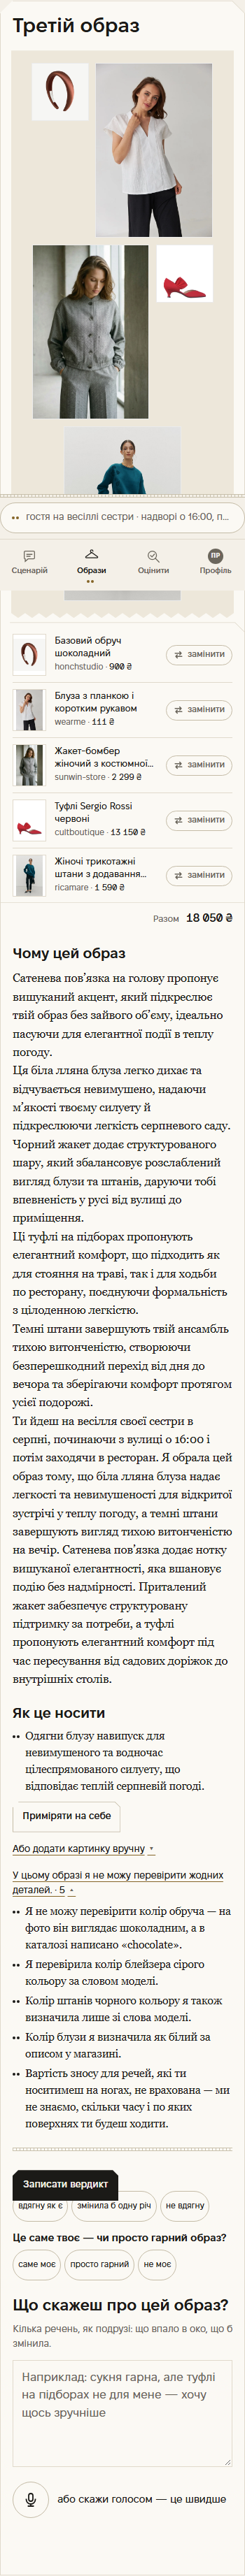 Третій образ
гостя на весіллі сестри · надворі о 16:00, п...
Сценарій
Образи
Оцінити
ПР
Профіль
Базовий обруч
шоколадний
honchstudio · 900 ₴
замінити
Блуза з планкою і
коротким рукавом
wearme · 111 ₴
замінити
Жакет-бомбер
жіночий з костюмної...
sunwin-store · 2 299 ₴
замінити
Туфлі Sergio Rossi
червоні
cultboutique · 13 150 ₴
замінити
Жіночі трикотажні
штани з додавання...
ricamare · 1 590 ₴
замінити
Разом 18 050 ₴
Чому цей образ
Сатенева пов’язка на голову пропонує
вишуканий акцент, який підкреслює
твій образ без зайвого об’єму, ідеально
пасуючи для елегантної події в теплу
погоду.
Ця біла лляна блуза легко дихає та
відчувається невимушено, надаючи
м’якості твоєму силуету й
підкреслюючи легкість серпневого саду.
Чорний жакет додає структурованого
шару, який збалансовує розслаблений
вигляд блузи та штанів, даруючи тобі
впевненість у русі від вулиці до
приміщення.
Ці туфлі на підборах пропонують
елегантний комфорт, що підходить як
для стояння на траві, так і для ходьби
по ресторану, поєднуючи формальність
з цілоденною легкістю.
Темні штани завершують твій ансамбль
тихою витонченістю, створюючи
безперешкодний перехід від дня до
вечора та зберігаючи комфорт протягом
усієї подорожі.
Ти йдеш на весілля своєї сестри в
серпні, починаючи з вулиці о 16:00 і
потім заходячи в ресторан. Я обрала цей
образ тому, що біла лляна блуза надає
легкості та невимушеності для відкритої
зустрічі у теплу погоду, а темні штани
завершують вигляд тихою витонченістю
на вечір. Сатенева пов’язка додає нотку
вишуканої елегантності, яка вшановує
подію без надмірності. Приталений
жакет забезпечує структуровану
підтримку за потреби, а туфлі
пропонують елегантний комфорт під
час пересування від садових доріжок до
внутрішніх столів.
Як це носити
Одягни блузу навипуск для
невимушеного та водночас
цілеспрямованого силуету, що
відповідає теплій серпневій погоді.
Приміряти на себе
Або додати картинку вручну
У цьому образі я не можу перевірити жодних
деталей. · 5
Я не можу перевірити колір обруча — на
фото він виглядає шоколадним, а в
каталозі написано «chocolate».
Я перевірила колір блейзера сірого
кольору за словом моделі.
Колір штанів чорного кольору я також
визначила лише зі слова моделі.
Колір блузи я визначила як білий за
описом у магазині.
Вартість зносу для речей, які ти
носитимеш на ногах, не врахована — ми
не знаємо, скільки часу і по яких
поверхнях ти будеш ходити.
Записати вердикт
вдягну як є
змінила б одну річ
не вдягну
Це саме твоє — чи просто гарний образ?
саме моє
просто гарний
не моє
Що скажеш про цей образ?
Кілька речень, як подрузі: що впало в око, що б
змінила.
Наприклад: сукня гарна, але туфлі
на підборах не для мене — хочу
щось зручніше
або скажи голосом — це швидше